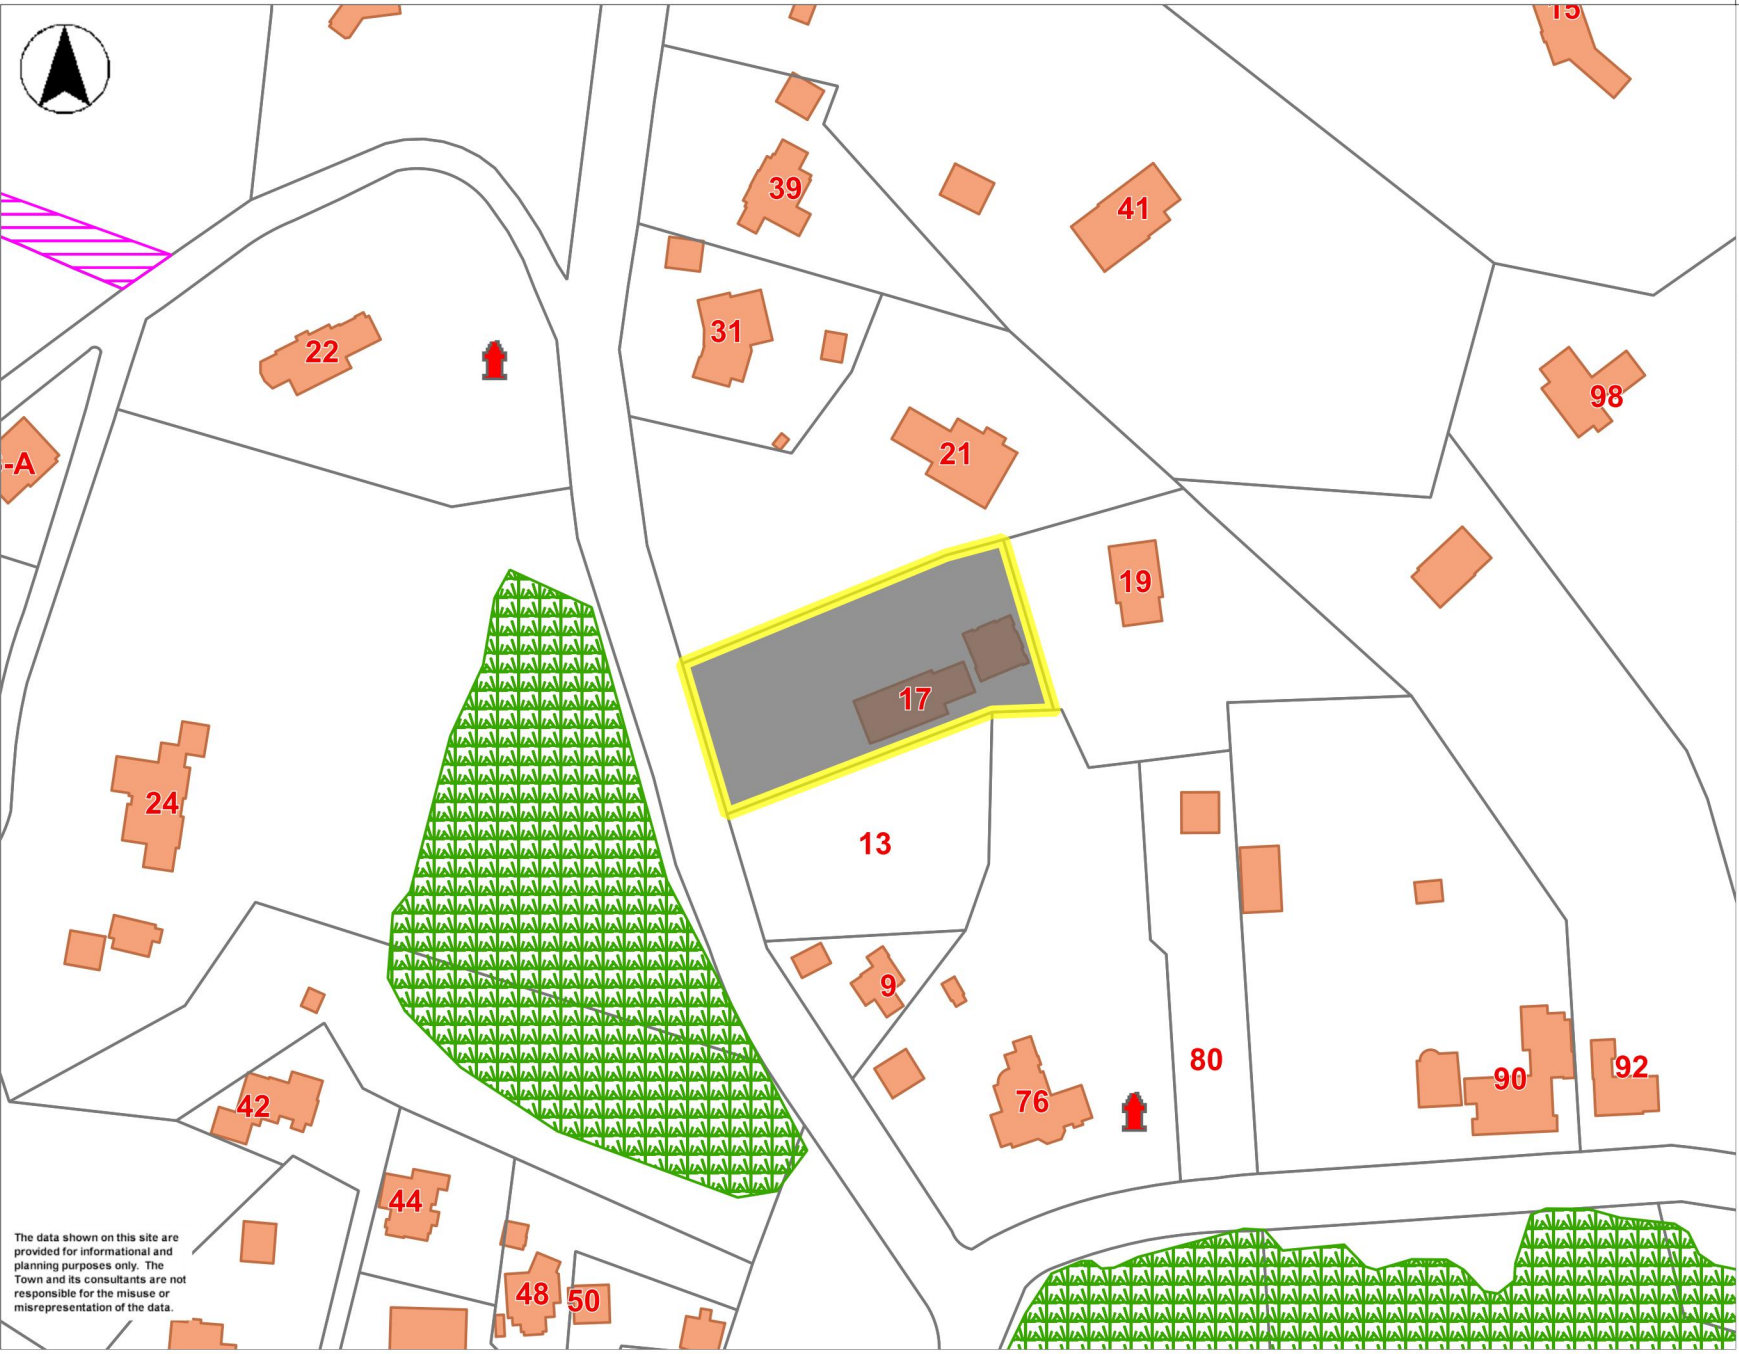 15
39
41
31
22
98
21
-A
19
17
24
13
9
80
76
90
92
42
44
48
50
The data shown on this site are
provided for informational and
planning purposes only. The
Town and its consultants are not
responsible for the misuse or
misrepresentation of the data.